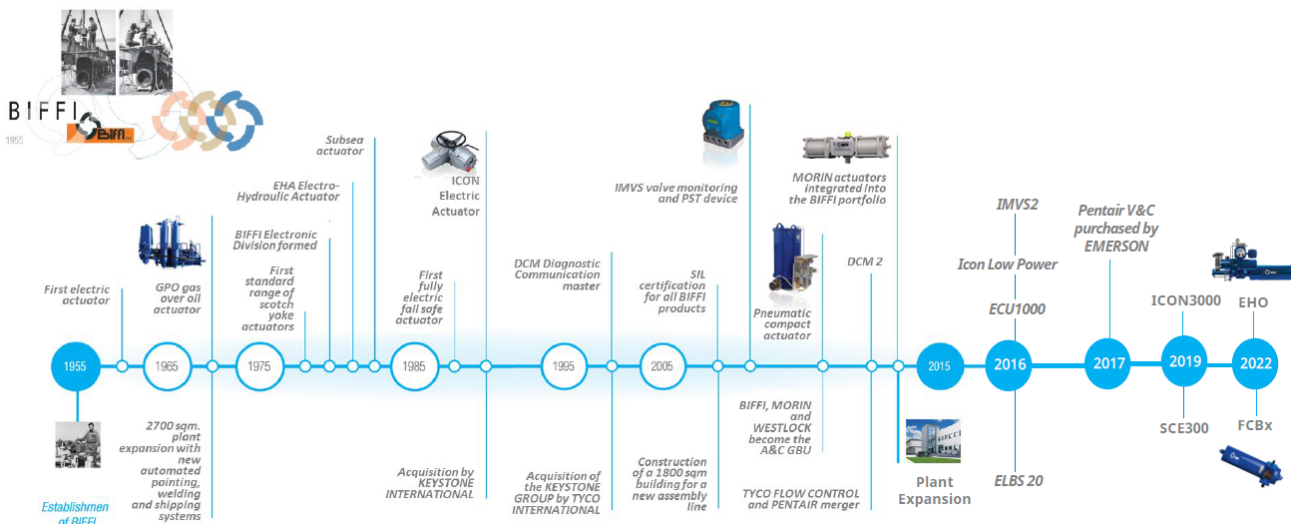 BIFFI
1955
BIFFI
First electric
actuator
GPO gas
over oil
actuator
First
standard
range of
scotch
yoke
actuators
BIFFI Electronic
Division formed
EHA Electro-
Hydraulic Actuator
Subsea
actuator
First
fully
electric
fail safe
actuator
ICON
Electric
Actuator
DCM Diagnostic
Communication
master
SIL
certification
for all BIFFI
products
IMVS valve monitoring
and PST device
Pneumatic
compact
actuator
DCM 2
MORIN actuators
integrated into
the BIFFI portfolio
IMVS2
Icon Low Power
ECU1000
Pentair V&C
purchased by
EMERSON
ICON3000
EHO
1955
1965
1975
1985
1995
2005
2015
2016
2017
2019
2022
Establishmen
of BIFFI
2700 sqm.
plant
expansion with
new
automated
painting,
welding
and shipping
systems
Acquisition by
KEYSTONE
INTERNATIONAL
Acquisition of
the KEYSTONE
GROUP by TYCO
INTERNATIONAL
Construction
of a 1800 sqm
building for a
new assembly
line
BIFFI, MORIN
and
WESTLOCK
become the
A&C GBU
TYCO FLOW CONTROL
and PENTAIR merger
Plant
Expansion
ELBS 20
SCE300
FCBx